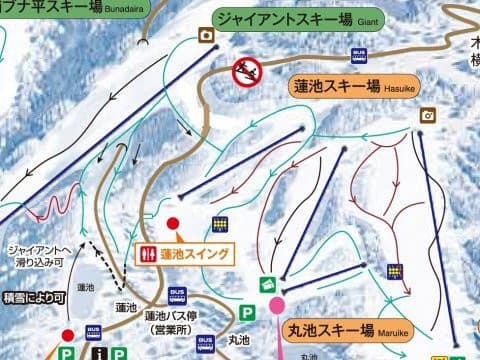 ブナ平スキー場 Bunadaira
ジャイアントスキー場 Giant
BUS
木
横
蓮池スキー場 Hasuike
ジャイアントへ
滑り込み可
蓮池スイング
積雪により可
蓮池
蓮池
BUS
蓮池バス停
(営業所)
BUS
BUS
丸池
P
丸池スキー場 Maruike
P
i
P
P